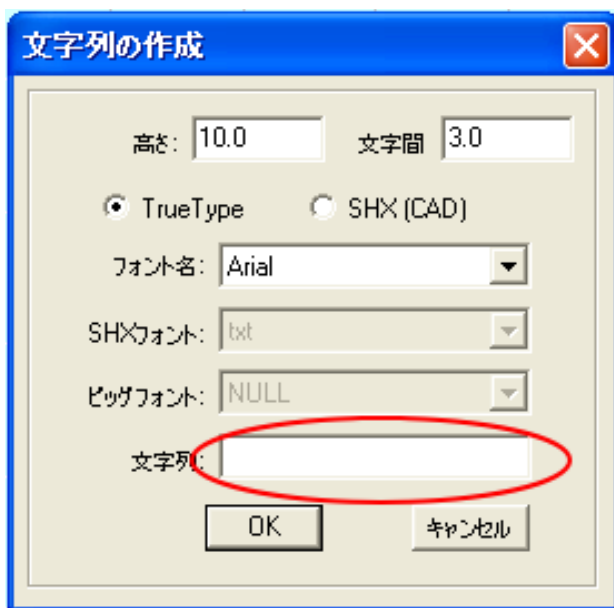 文字列の作成
高さ: 10.0 文字間 3.0
TrueType SHX (CAD)
フォント名: Arial
SHXフォント: txt
ビッグフォント: NULL
文字列:
OK キャンセル